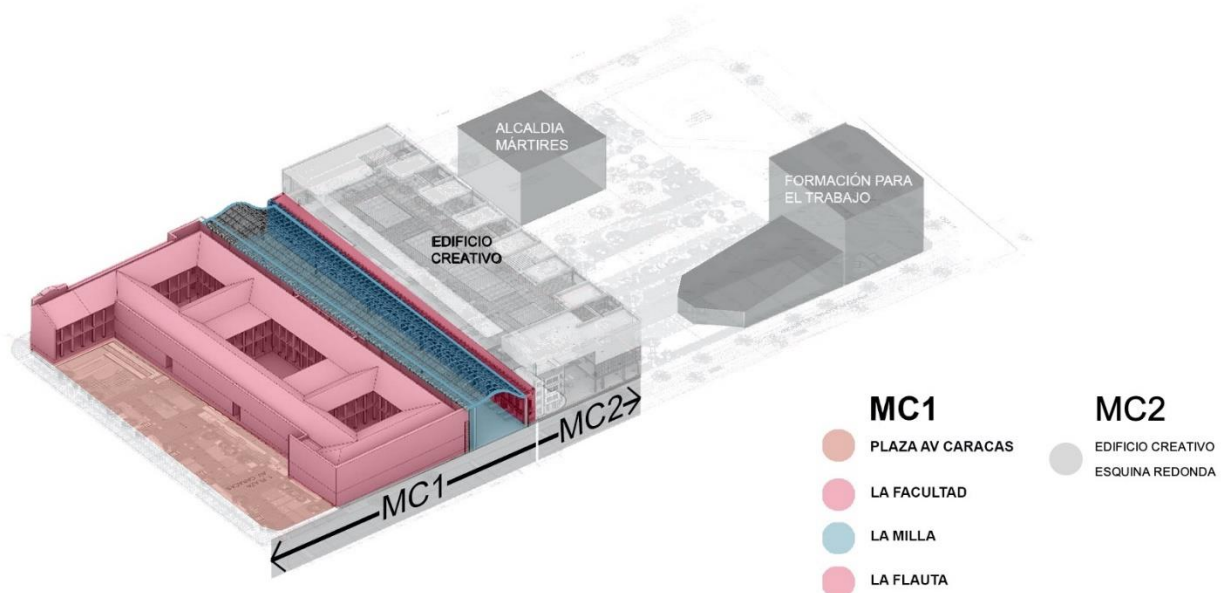 ALCALDIA
MÁRTIRES
FORMACIÓN PARA
EL TRABAJO
EDIFICIO
CREATIVO
MC2
MC1
MC1
PLAZA AV CARACAS
LA FACULTAD
LA MILLA
LA FLAUTA
MC2
EDIFICIO CREATIVO
ESQUINA REDONDA